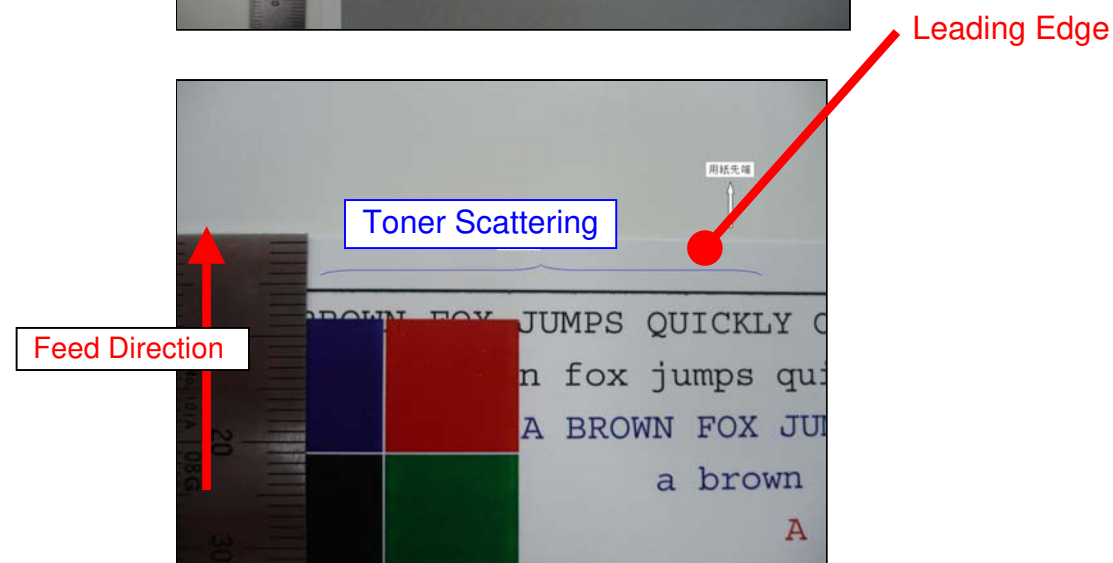 Leading Edge
用紙先端
Toner Scattering
BROWN FOX JUMPS QUICKLY
Feed Direction
n fox jumps qui
A BROWN FOX JUM
a brown
A
20
30